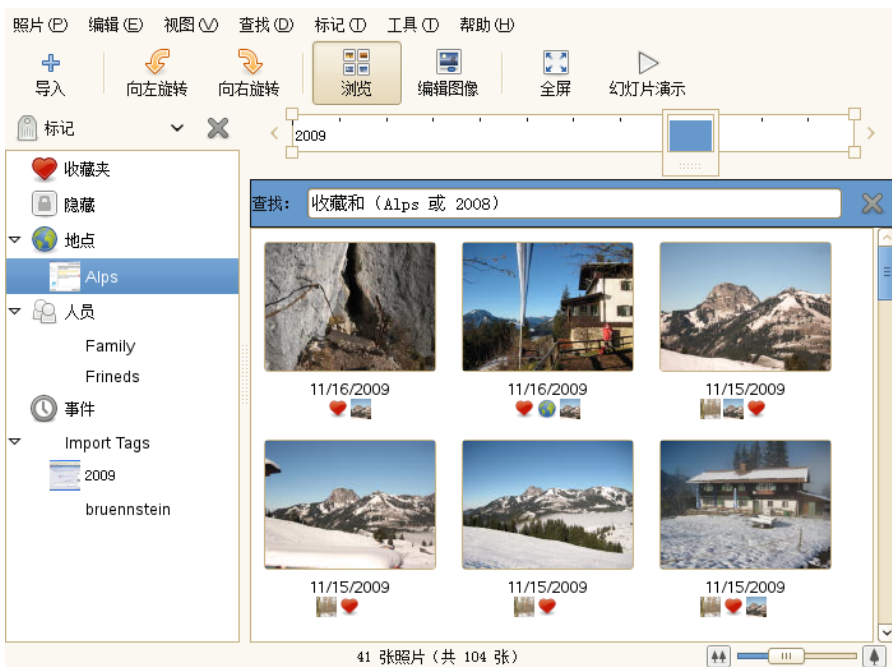 照片(P) 编辑(E) 视图(V) 查找(D) 标记(T) 工具(T) 帮助(H)
导入 向左旋转 向右旋转 浏览 编辑图像 全屏 幻灯片演示
标记
2009
收藏夹
隐藏
地点
Alps
人员
Family
Frineds
事件
Import Tags
2009
bruennstein
查找: 收藏和 (Alps 或 2008)
11/16/2009 11/16/2009 11/15/2009
11/15/2009 11/15/2009 11/15/2009
41 张照片(共 104 张)